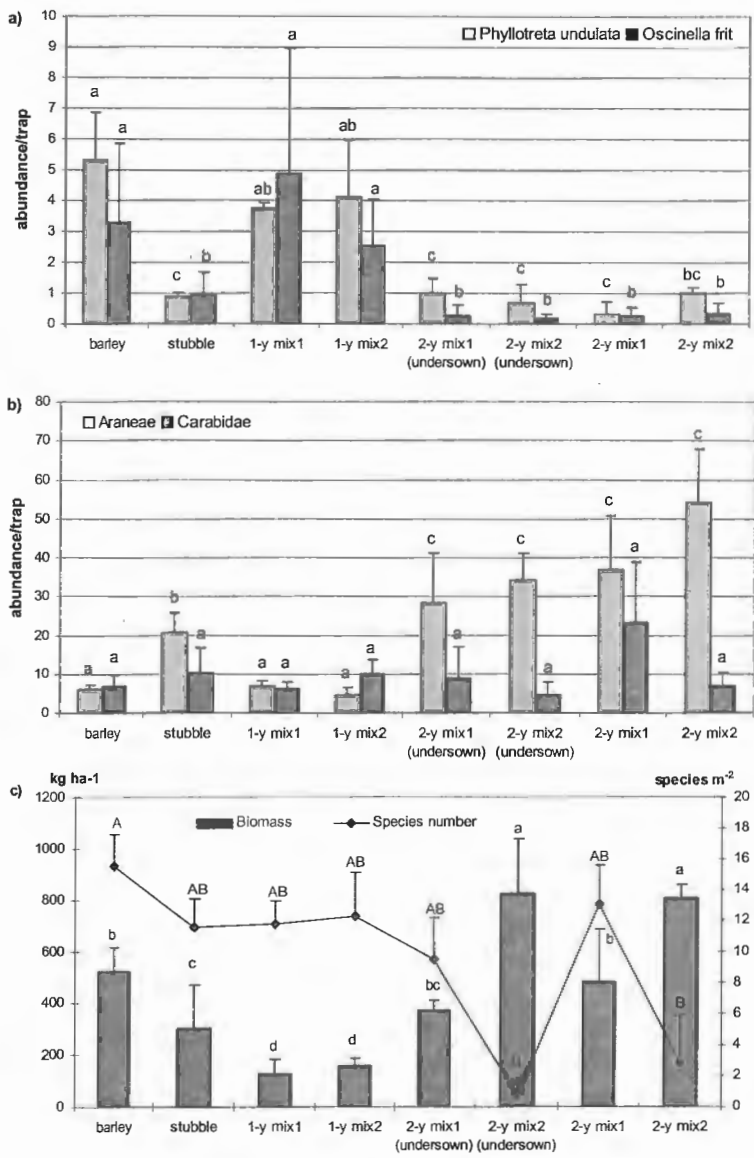 a)
Phyllotreta undulata Oscinella frit
abundance/trap
10
9
8
7
6
5
4
3
2
1
0
a a c b ab a ab a c b c b c b bc b
barley stubble 1-y mix1 1-y mix2 2-y mix1 2-y mix2 2-y mix1 2-y mix2
(undersown) (undersown)
b)
Araneae Carabidae
abundance/trap
80
70
60
50
40
30
20
10
0
a a b a a a a a c a c a c a c a
barley stubble 1-y mix1 1-y mix2 2-y mix1 2-y mix2 2-y mix1 2-y mix2
(undersown) (undersown)
c)
kg ha-1 species m-2
Biomass Species number
1200
1000
800
600
400
200
0
20
18
16
14
12
10
8
6
4
2
0
A AB AB AB AB AB B
b c d d bc a b a
barley stubble 1-y mix1 1-y mix2 2-y mix1 2-y mix2 2-y mix1 2-y mix2
(undersown) (undersown)